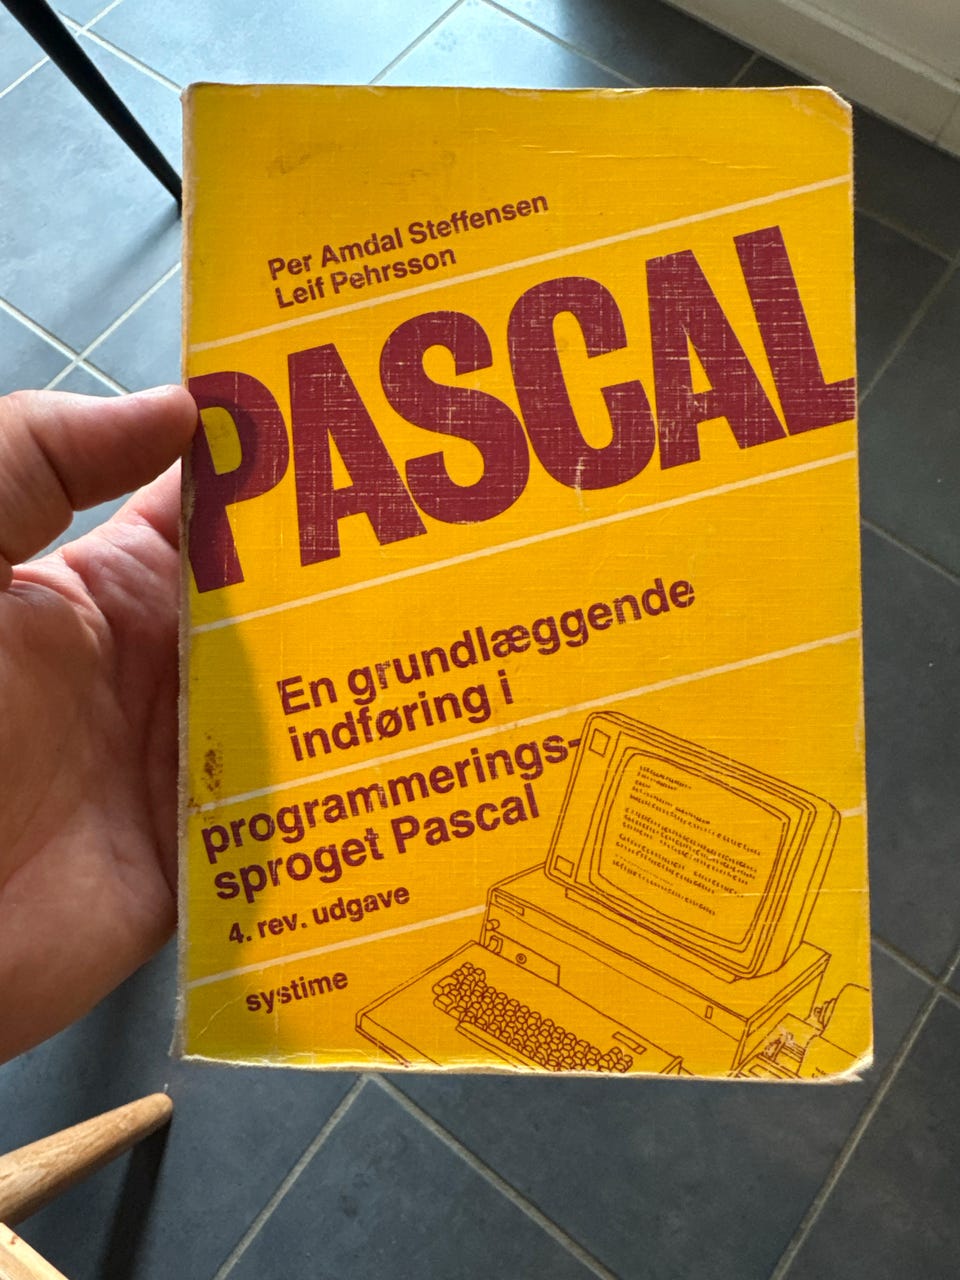 Per Amdal Steffensen
Leif Pehrsson
PASCAL
En grundlæggende
indføring i
programmerings-
sproget Pascal
4. rev. udgave
systime